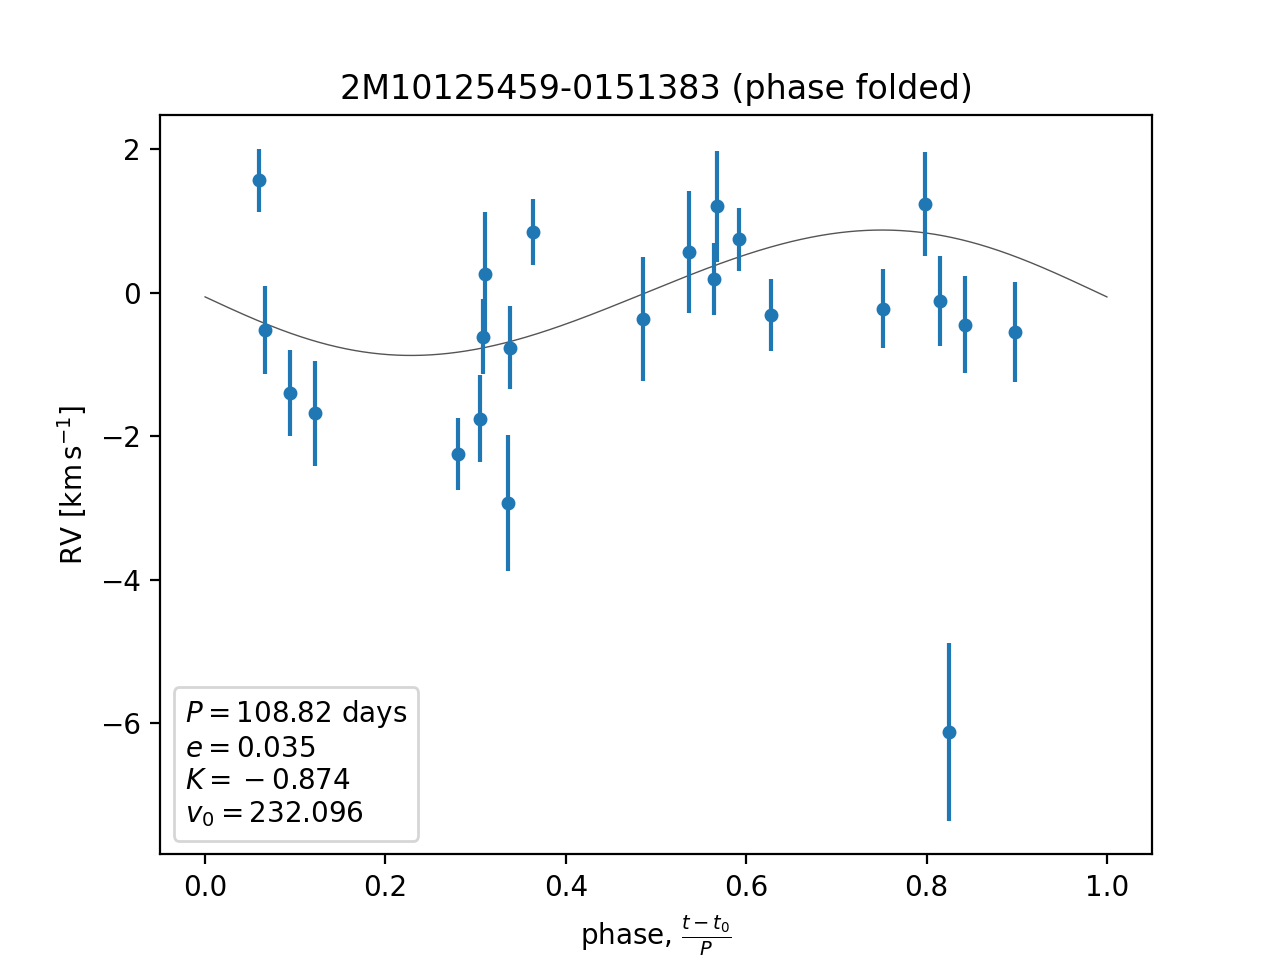 2M10125459-0151383 (phase folded)
2
0
−2
−4
−6
RV [km s⁻¹]
P = 108.82 days
e = 0.035
K = − 0.874
v₀ = 232.096
0.0 0.2 0.4 0.6 0.8 1.0
phase, (t − t₀)/P